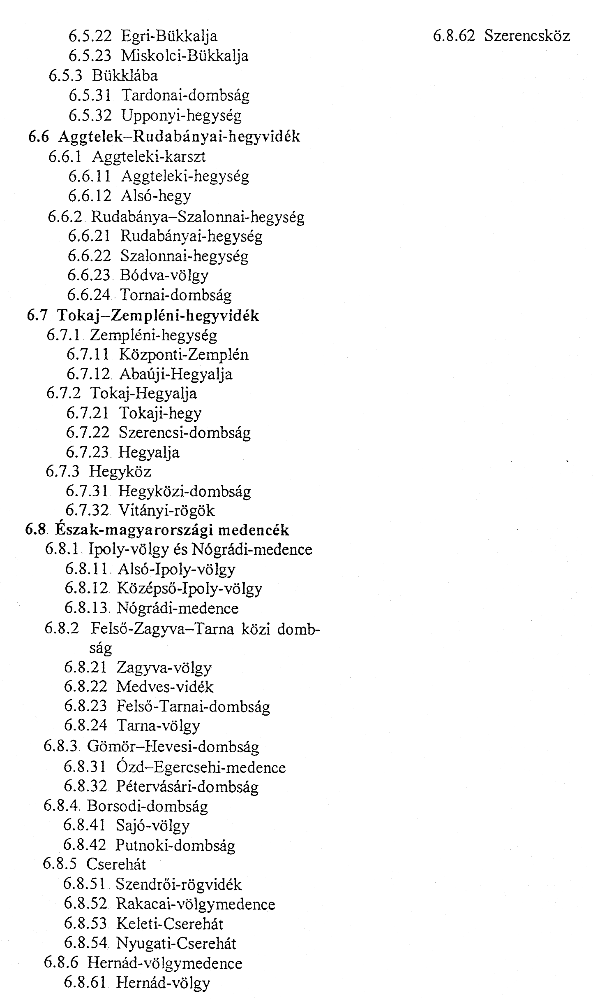 6.5.22 Egri-Bükkalja
6.5.23 Miskolci-Bükkalja
6.5.3 Bükklába
6.5.31 Tardonai-dombság
6.5.32 Upponyi-hegység
6.6 Aggtelek–Rudabányai-hegyvidék
6.6.1 Aggteleki-karszt
6.6.11 Aggteleki-hegység
6.6.12 Alsó-hegy
6.6.2 Rudabánya–Szalonnai-hegység
6.6.21 Rudabányai-hegység
6.6.22 Szalonnai-hegység
6.6.23 Bódva-völgy
6.6.24 Tornai-dombság
6.7 Tokaj–Zempléni-hegyvidék
6.7.1 Zempléni-hegység
6.7.11 Központi-Zemplén
6.7.12 Abaúji-Hegyalja
6.7.2 Tokaj-Hegyalja
6.7.21 Tokaji-hegy
6.7.22 Szerencsi-dombság
6.7.23 Hegyalja
6.7.3 Hegyköz
6.7.31 Hegyközi-dombság
6.7.32 Vitányi-rögök
6.8 Észak-magyarországi medencék
6.8.1 Ipoly-völgy és Nógrádi-medence
6.8.11 Alsó-Ipoly-völgy
6.8.12 Középső-Ipoly-völgy
6.8.13 Nógrádi-medence
6.8.2 Felső-Zagyva–Tarna közi domb-
ság
6.8.21 Zagyva-völgy
6.8.22 Medves-vidék
6.8.23 Felső-Tarnai-dombság
6.8.24 Tarna-völgy
6.8.3 Gömör–Hevesi-dombság
6.8.31 Ózd–Egercsehi-medence
6.8.32 Pétervásári-dombság
6.8.4 Borsodi-dombság
6.8.41 Sajó-völgy
6.8.42 Putnoki-dombság
6.8.5 Cserehát
6.8.51 Szendrői-rögvidék
6.8.52 Rakacai-völgymedence
6.8.53 Keleti-Cserehát
6.8.54 Nyugati-Cserehát
6.8.6 Hernád-völgymedence
6.8.61 Hernád-völgy
6.8.62 Szerencsköz